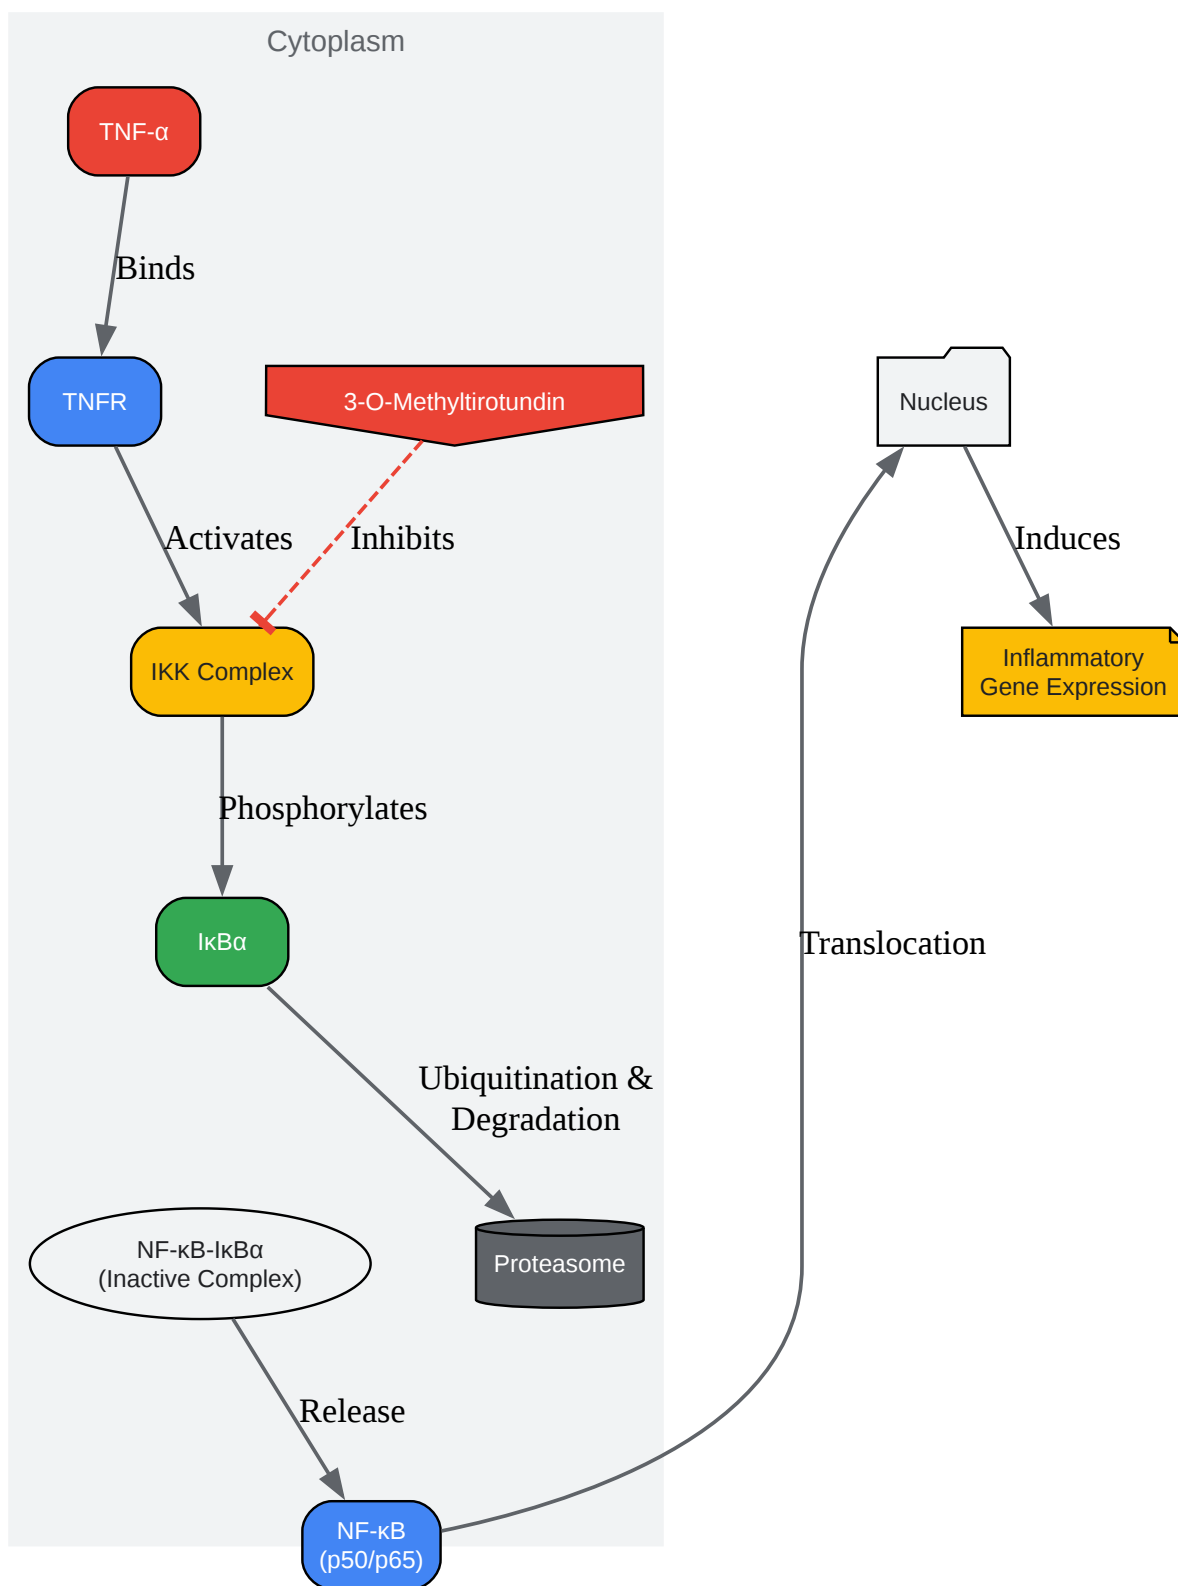 Cytoplasm
TNF-α
Binds
TNFR
3-O-Methyltirotundin
Nucleus
Activates
Inhibits
Induces
IKK Complex
Inflammatory
Gene Expression
Phosphorylates
IκBα
Translocation
Ubiquitination &
Degradation
NF-κB-IκBα
(Inactive Complex)
Proteasome
Release
NF-κB
(p50/p65)